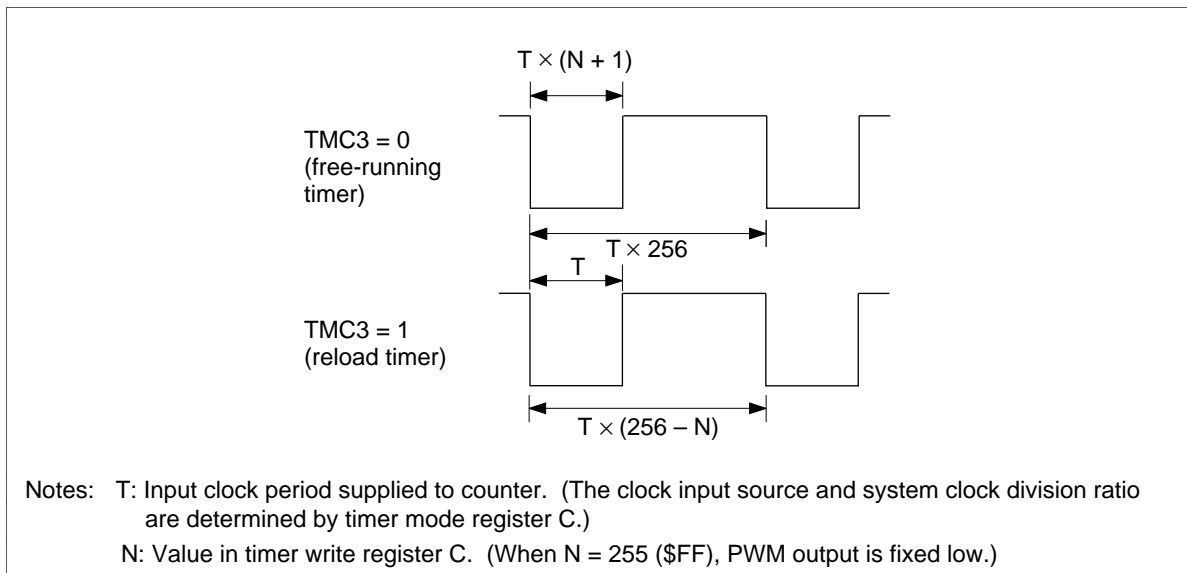 T × (N + 1)
TMC3 = 0
(free-running
timer)
T × 256
T
TMC3 = 1
(reload timer)
T × (256 – N)
Notes: T: Input clock period supplied to counter. (The clock input source and system clock division ratio
are determined by timer mode register C.)
N: Value in timer write register C. (When N = 255 ($FF), PWM output is fixed low.)